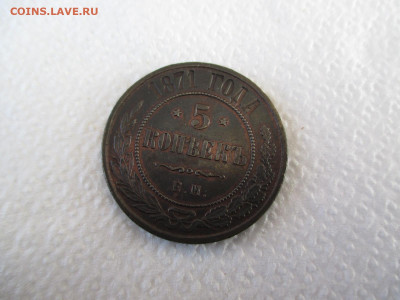 COINS.LAVE.RU
1871 ГОДА
* 5 *
КОПѢЕКЪ
Е.М.